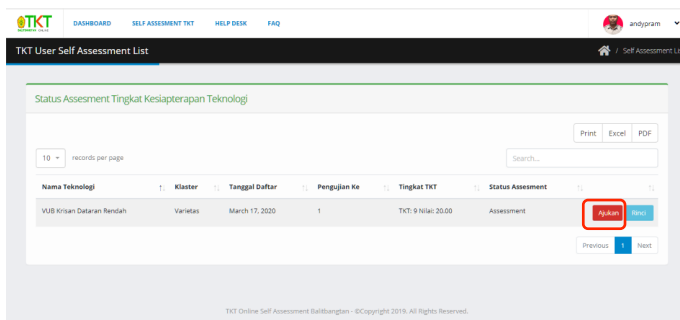 TKT DASHBOARD SELF ASSESMENT TKT HELP DESK FAQ andypram
TKT User Self Assessment List / Self Assessment Lis
Status Assesment Tingkat Kesiapterapan Teknologi
Print Excel PDF
10 records per page Search...
Nama Teknologi Klaster Tanggal Daftar Pengujian Ke Tingkat TKT Status Assesment
VUB Krisan Dataran Rendah Varietas March 17, 2020 1 TKT: 9 Nilai: 20.00 Assessment Ajukan Rinci
Previous 1 Next
TKT Online Self Assessment Balitbangtan - ©Copyright 2019. All Rights Reserved.